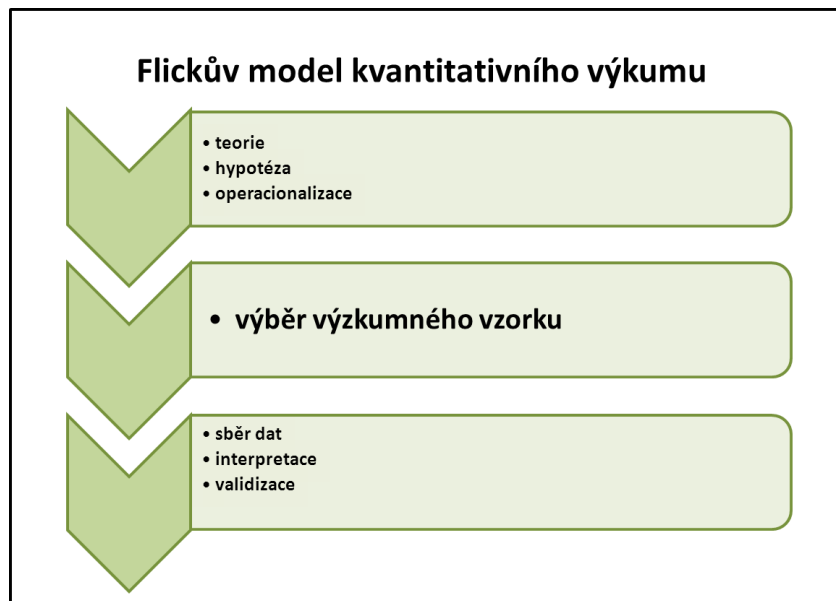 Flickův model kvantitativního výkumu
• teorie
• hypotéza
• operacionalizace
• výběr výzkumného vzorku
• sběr dat
• interpretace
• validizace